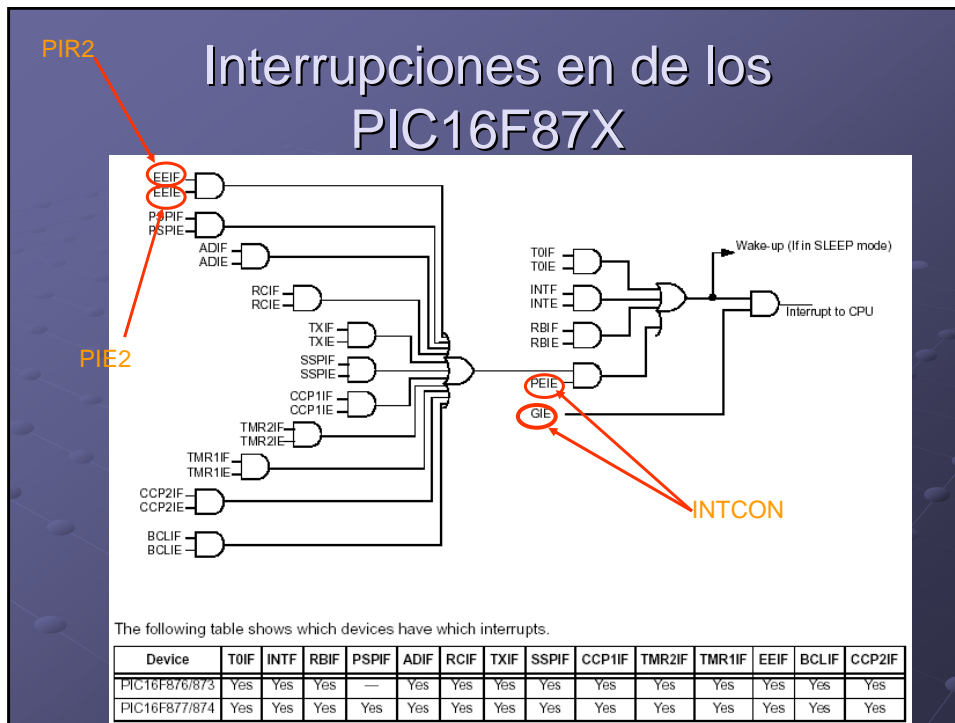 PIR2
Interrupciones en de los
PIC16F87X
EEIF
EEIE
PSPIF
PSPIE
ADIF
ADIE
RCIF
RCIE
TXIF
TXIE
SSPIF
SSPIE
CCP1IF
CCP1IE
TMR2IF
TMR2IE
TMR1IF
TMR1IE
CCP2IF
CCP2IE
BCLIF
BCLIE
PIE2
T0IF
T0IE
INTF
INTE
RBIF
RBIE
PEIE
GIE
Wake-up (If in SLEEP mode)
Interrupt to CPU
INTCON
The following table shows which devices have which interrupts.
Device T0IF INTF RBIF PSPIF ADIF RCIF TXIF SSPIF CCP1IF TMR2IF TMR1IF EEIF BCLIF CCP2IF
PIC16F876/873 Yes Yes Yes — Yes Yes Yes Yes Yes Yes Yes Yes Yes Yes
PIC16F877/874 Yes Yes Yes Yes Yes Yes Yes Yes Yes Yes Yes Yes Yes Yes